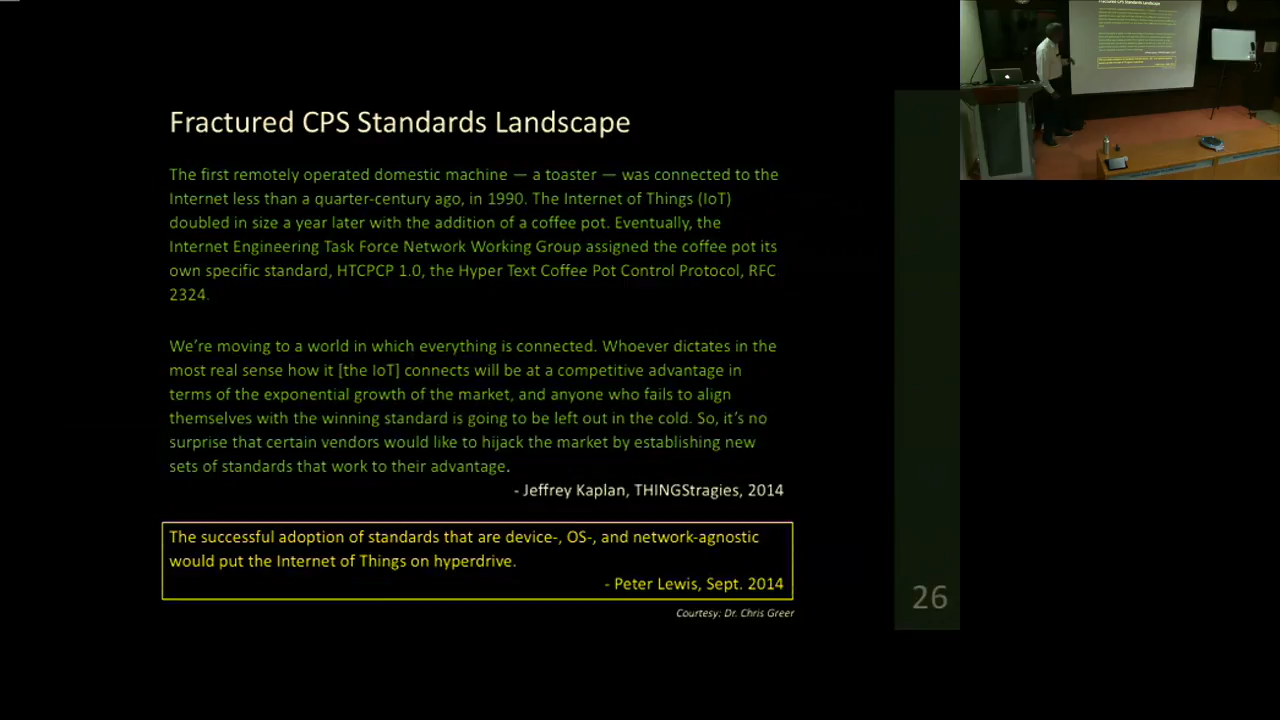 Fractured CPS Standards Landscape
The first remotely operated domestic machine — a toaster — was connected to the
Internet less than a quarter-century ago, in 1990. The Internet of Things (IoT)
doubled in size a year later with the addition of a coffee pot. Eventually, the
Internet Engineering Task Force Network Working Group assigned the coffee pot its
own specific standard, HTCPCP 1.0, the Hyper Text Coffee Pot Control Protocol, RFC
2324.
We’re moving to a world in which everything is connected. Whoever dictates in the
most real sense how it [the IoT] connects will be at a competitive advantage in
terms of the exponential growth of the market, and anyone who fails to align
themselves with the winning standard is going to be left out in the cold. So, it’s no
surprise that certain vendors would like to hijack the market by establishing new
sets of standards that work to their advantage.
- Jeffrey Kaplan, THINGStragies, 2014
The successful adoption of standards that are device-, OS-, and network-agnostic
would put the Internet of Things on hyperdrive.
- Peter Lewis, Sept. 2014
Courtesy: Dr. Chris Greer
26
Fractured CPS Standards Landscape